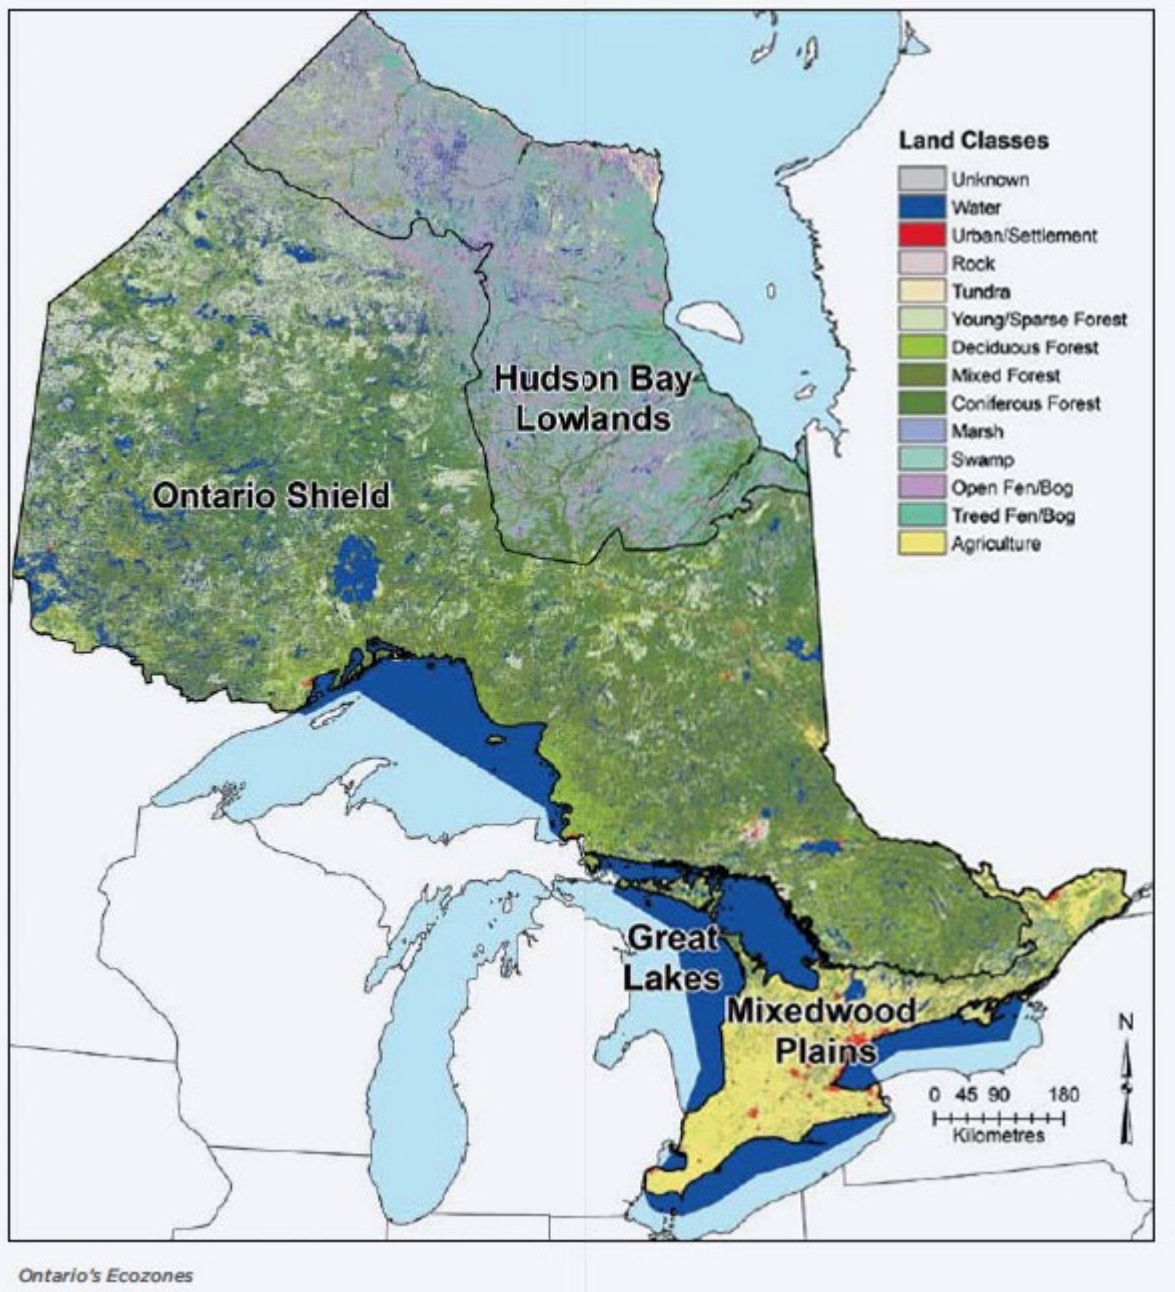 Land Classes
Unknown
Water
Urban/Settlement
Rock
Tundra
Young/Sparse Forest
Deciduous Forest
Mixed Forest
Coniferous Forest
Marsh
Swamp
Open Fen/Bog
Treed Fen/Bog
Agriculture
Hudson Bay
Lowlands
Ontario Shield
Great
Lakes
Mixedwood
Plains
N
0 45 90 180
Kilometres
Ontario's Ecozones